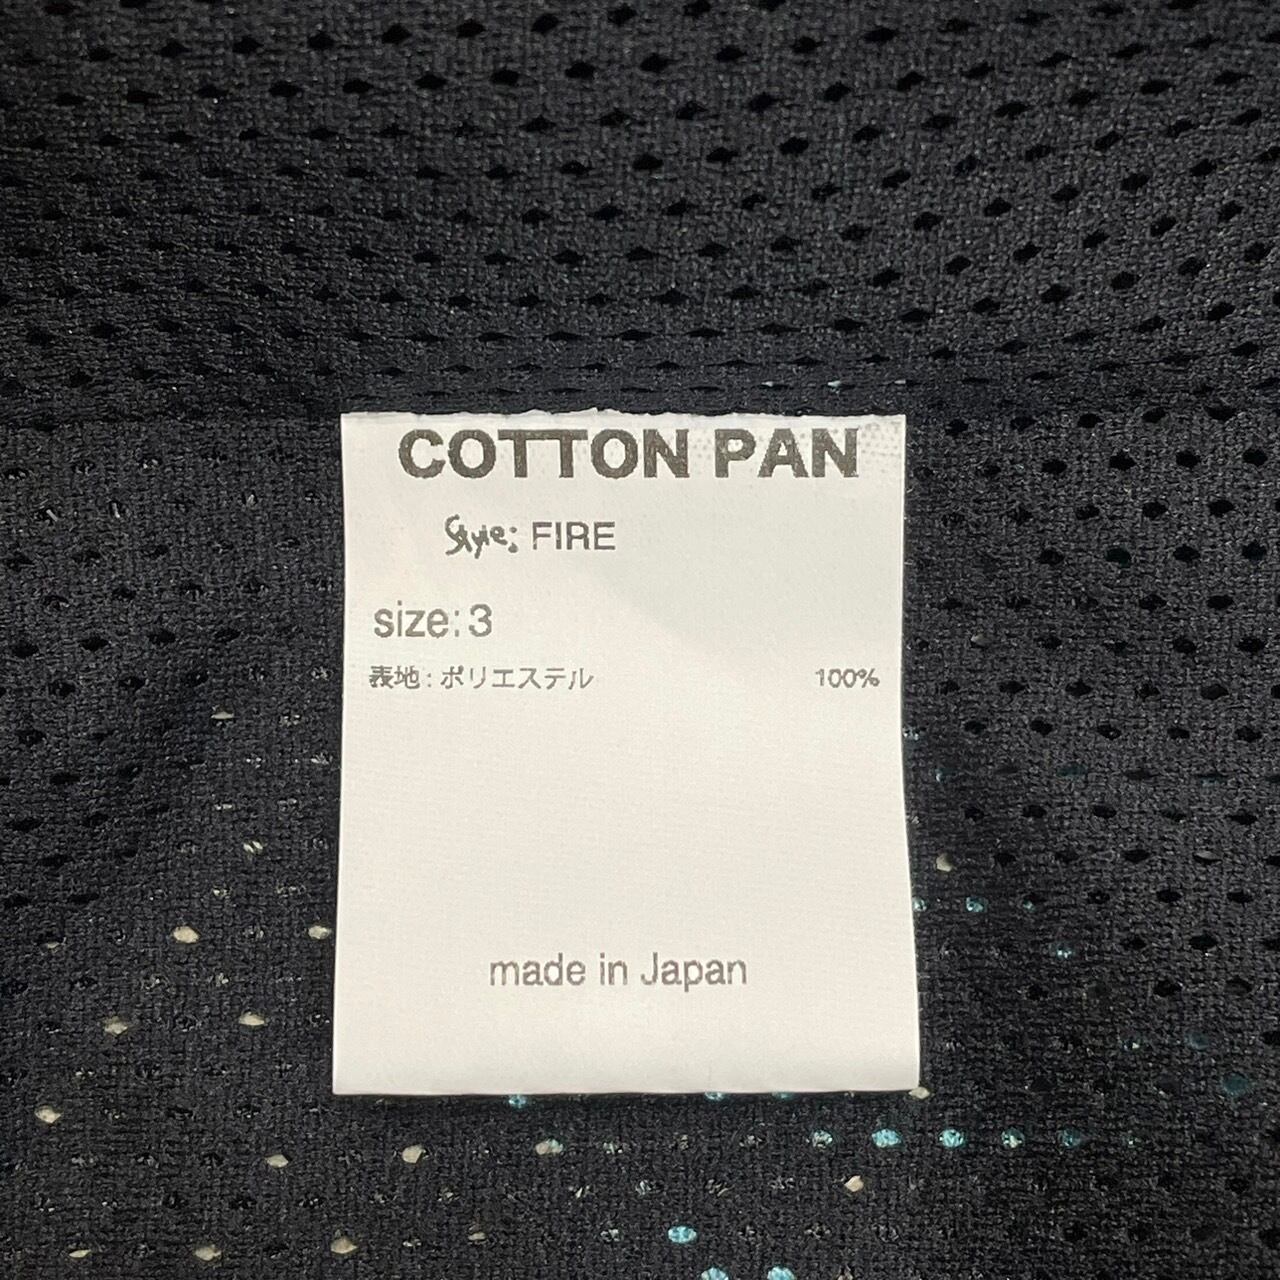 COTTON PAN
Style: FIRE
size: 3
表地 : ポリエステル 100%
made in Japan